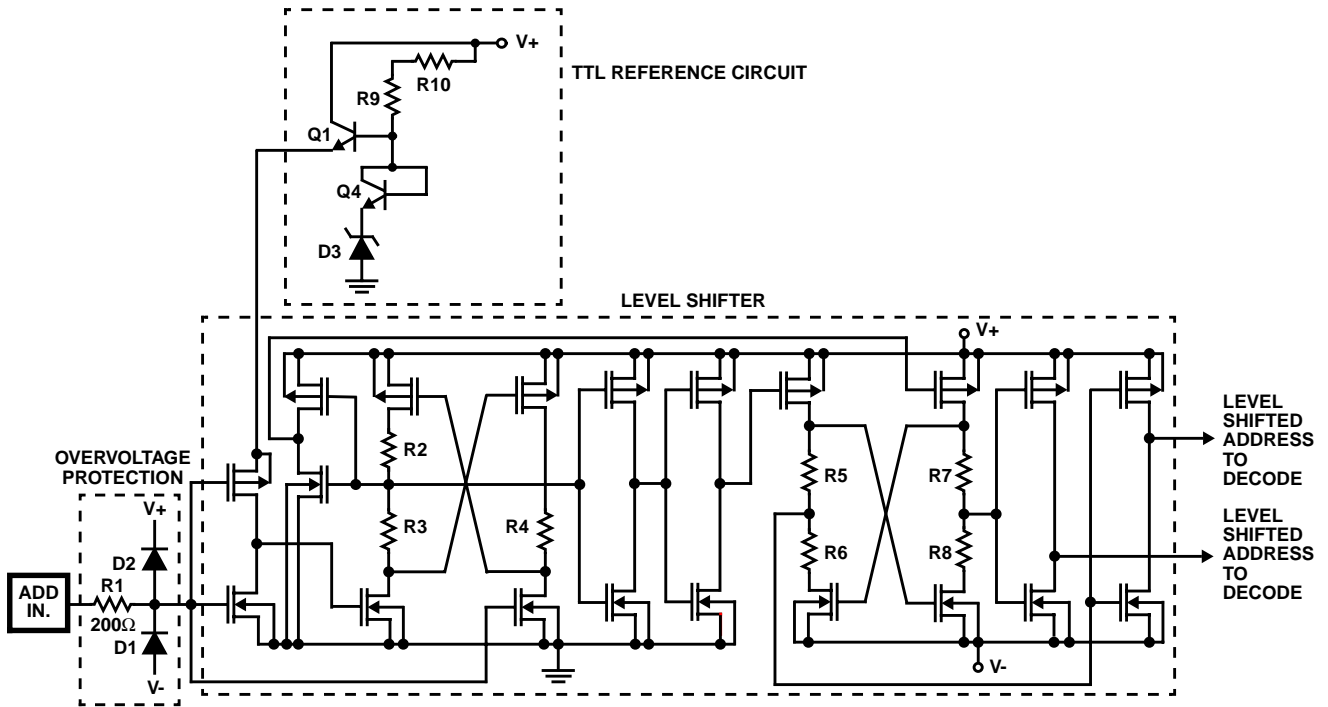 V+
TTL REFERENCE CIRCUIT
R10
R9
Q1
Q4
D3
LEVEL SHIFTER
V+
LEVEL
SHIFTED
ADDRESS
TO
DECODE
OVERVOLTAGE
PROTECTION
R2
R5
R7
V+
D2
R3
R4
R6
R8
LEVEL
SHIFTED
ADDRESS
TO
DECODE
ADD
IN.
R1
200Ω
D1
V-
V-